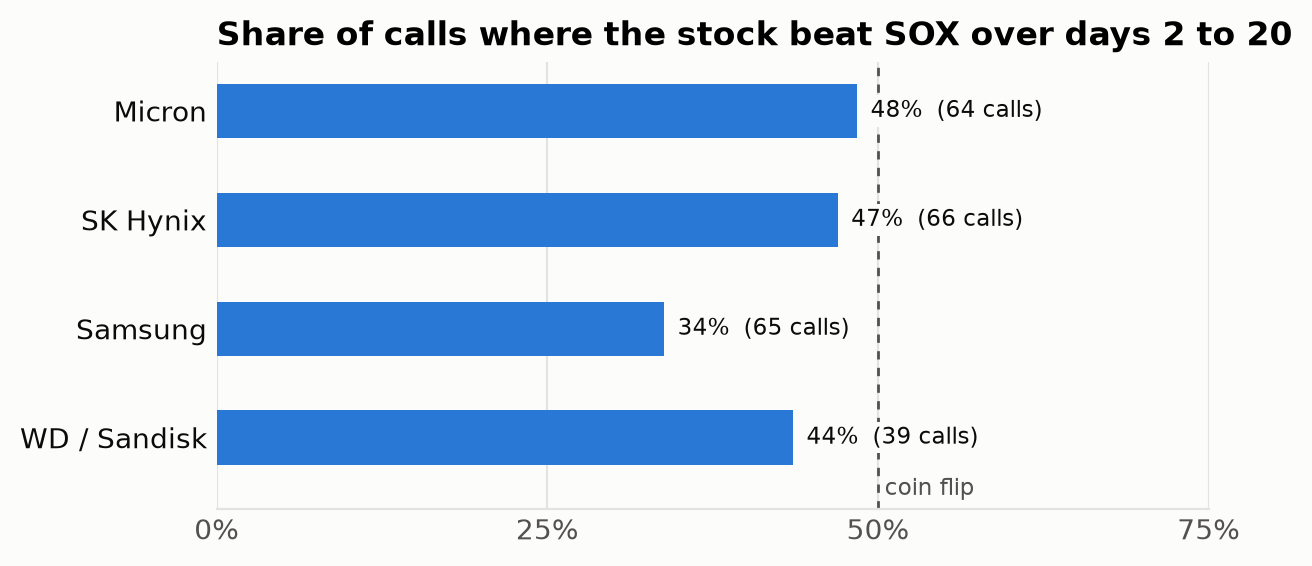 Share of calls where the stock beat SOX over days 2 to 20
Micron
48% (64 calls)
SK Hynix
47% (66 calls)
Samsung
34% (65 calls)
WD / Sandisk
44% (39 calls)
coin flip
0%
25%
50%
75%